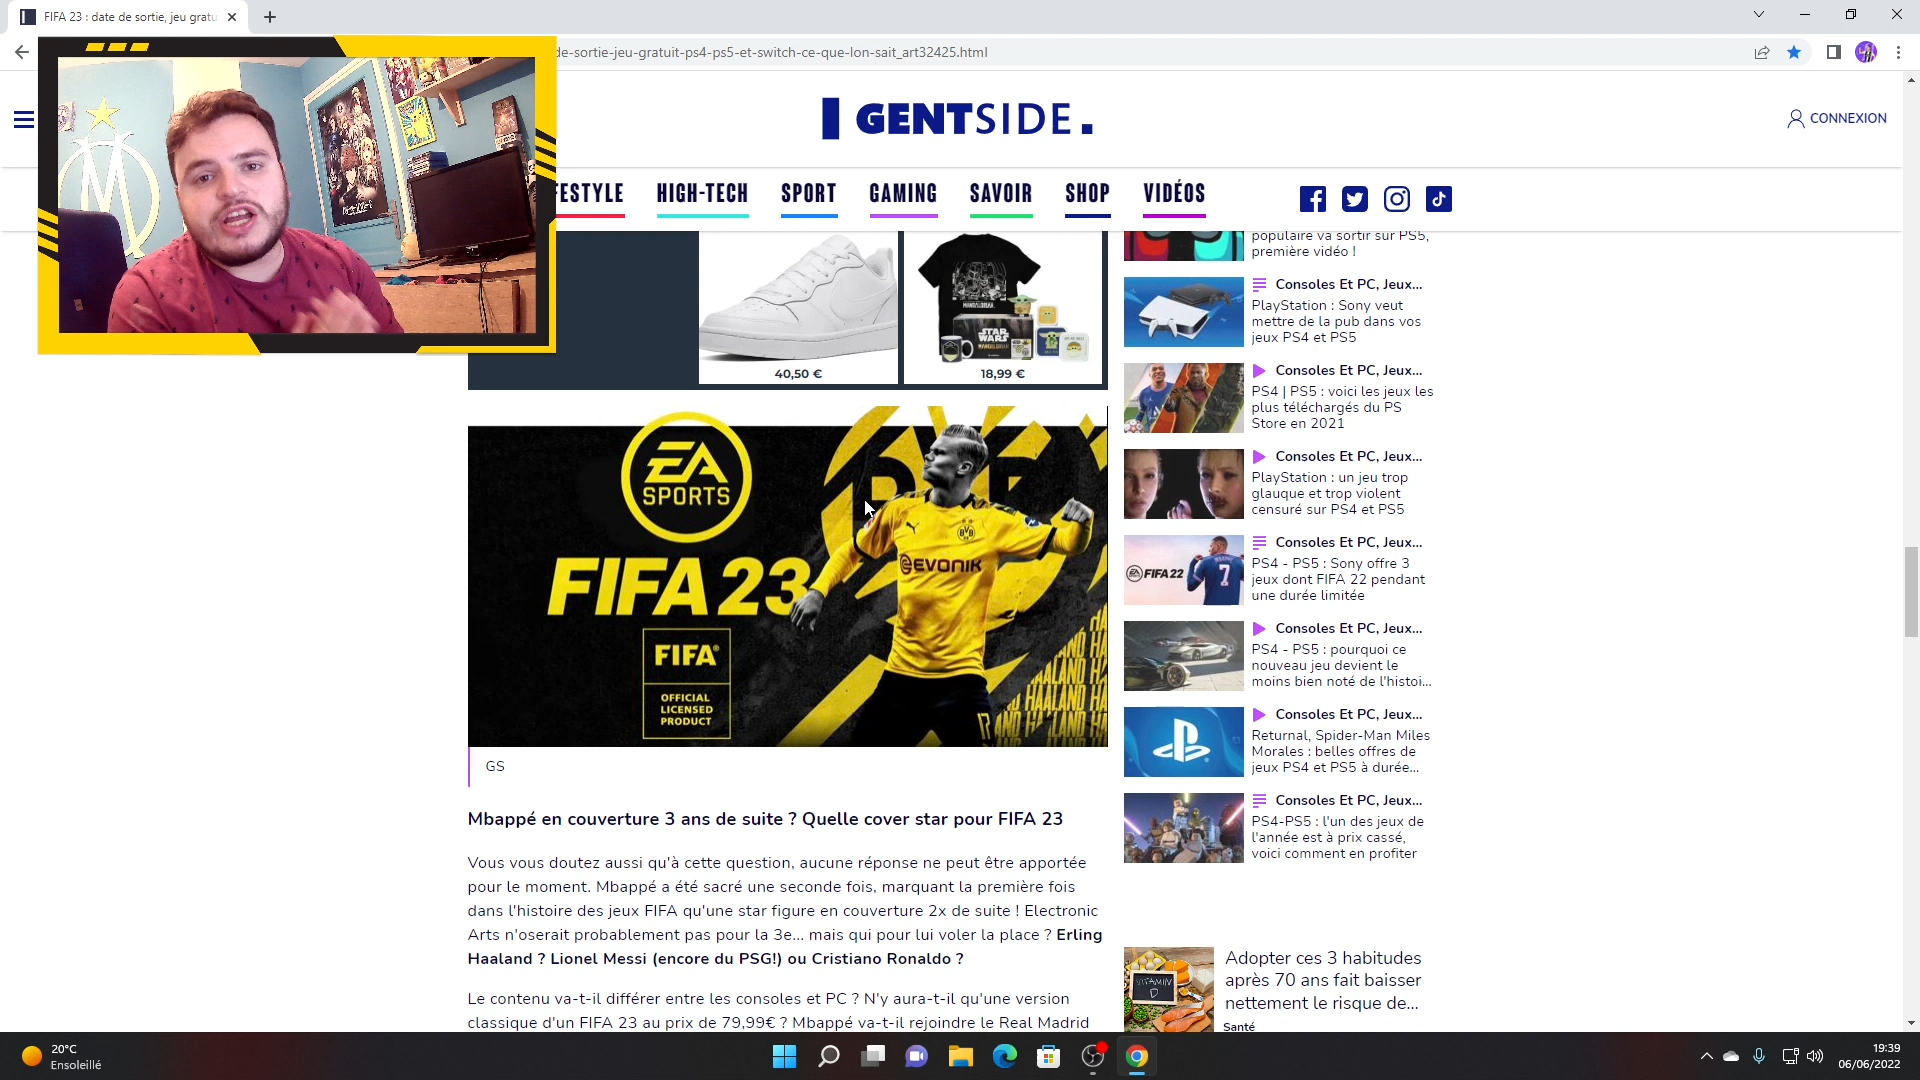 FIFA 23 : date de sortie, jeu gratu
de-sortie-jeu-gratuit-ps4-ps5-et-switch-ce-que-lon-sait_art32425.html
GENTSIDE.
CONNEXION
ESTYLE
HIGH-TECH
SPORT
GAMING
SAVOIR
SHOP
VIDÉOS
40,50 €
MANDALORIAN
STAR WARS
18,99 €
EA
SPORTS
FIFA 23
FIFA
OFFICIAL
LICENSED
PRODUCT
BVB
09
EVONIK
HAALAND
GS
Mbappé en couverture 3 ans de suite ? Quelle cover star pour FIFA 23
Vous vous doutez aussi qu'à cette question, aucune réponse ne peut être apportée
pour le moment. Mbappé a été sacré une seconde fois, marquant la première fois
dans l'histoire des jeux FIFA qu'une star figure en couverture 2x de suite ! Electronic
Arts n'oserait probablement pas pour la 3e... mais qui pour lui voler la place ? Erling
Haaland ? Lionel Messi (encore du PSG!) ou Cristiano Ronaldo ?
Le contenu va-t-il différer entre les consoles et PC ? N'y aura-t-il qu'une version
classique d'un FIFA 23 au prix de 79,99€ ? Mbappé va-t-il rejoindre le Real Madrid
populaire va sortir sur PS5,
première vidéo !
Consoles Et PC, Jeux...
PlayStation : Sony veut
mettre de la pub dans vos
jeux PS4 et PS5
Consoles Et PC, Jeux...
PS4 | PS5 : voici les jeux les
plus téléchargés du PS
Store en 2021
Consoles Et PC, Jeux...
PlayStation : un jeu trop
glauque et trop violent
censuré sur PS4 et PS5
EA FIFA 22
7
Consoles Et PC, Jeux...
PS4 - PS5 : Sony offre 3
jeux dont FIFA 22 pendant
une durée limitée
Consoles Et PC, Jeux...
PS4 - PS5 : pourquoi ce
nouveau jeu devient le
moins bien noté de l'histoi...
Consoles Et PC, Jeux...
Returnal, Spider-Man Miles
Morales : belles offres de
jeux PS4 et PS5 à durée...
Consoles Et PC, Jeux...
PS4-PS5 : l'un des jeux de
l'année est à prix cassé,
voici comment en profiter
VITAMIN
D
Adopter ces 3 habitudes
après 70 ans fait baisser
nettement le risque de...
Santé
20°C
Ensoleillé
19:39
06/06/2022